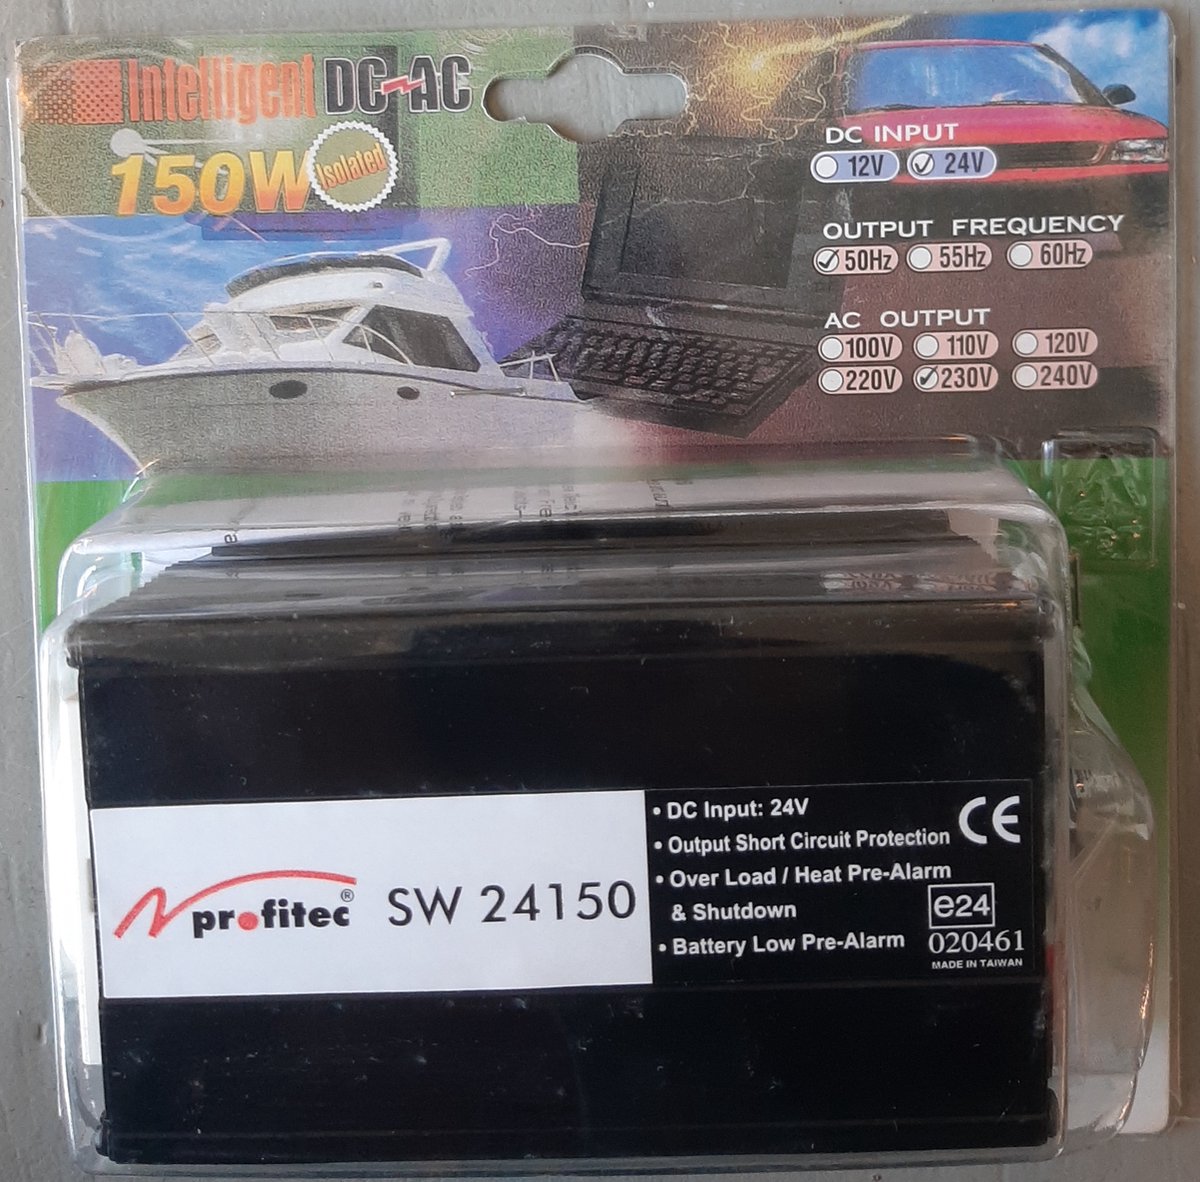 Intelligent DC AC
150W
Isolated
DC INPUT
12V 24V
OUTPUT FREQUENCY
50Hz 55Hz 60Hz
AC OUTPUT
100V 110V 120V
220V 230V 240V
profitec® SW 24150
• DC Input: 24V
• Output Short Circuit Protection
• Over Load / Heat Pre-Alarm
& Shutdown
• Battery Low Pre-Alarm
CE
e24
020461
MADE IN TAIWAN